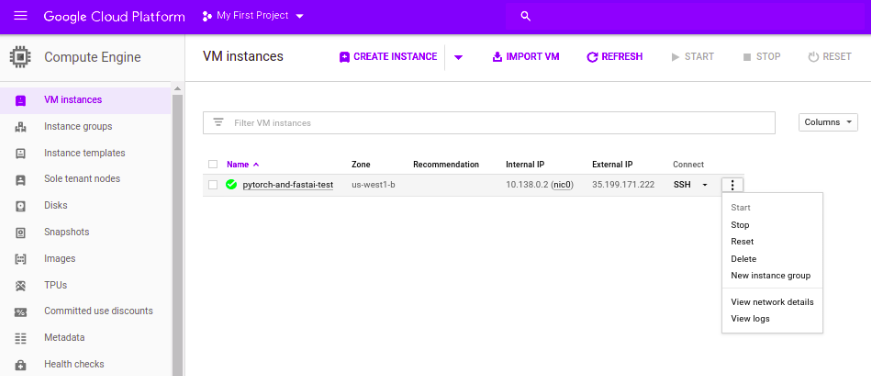 Google Cloud Platform My First Project
Compute Engine
VM instances CREATE INSTANCE IMPORT VM REFRESH START STOP RESET
VM instances
Instance groups
Instance templates
Sole tenant nodes
Disks
Snapshots
Images
TPUs
Committed use discounts
Metadata
Health checks
Filter VM instances Columns
Name Zone Recommendation Internal IP External IP Connect
pytorch-and-fastai-test us-west1-b 10.138.0.2 (nic0) 35.199.171.222 SSH
Start
Stop
Reset
Delete
New instance group
View network details
View logs